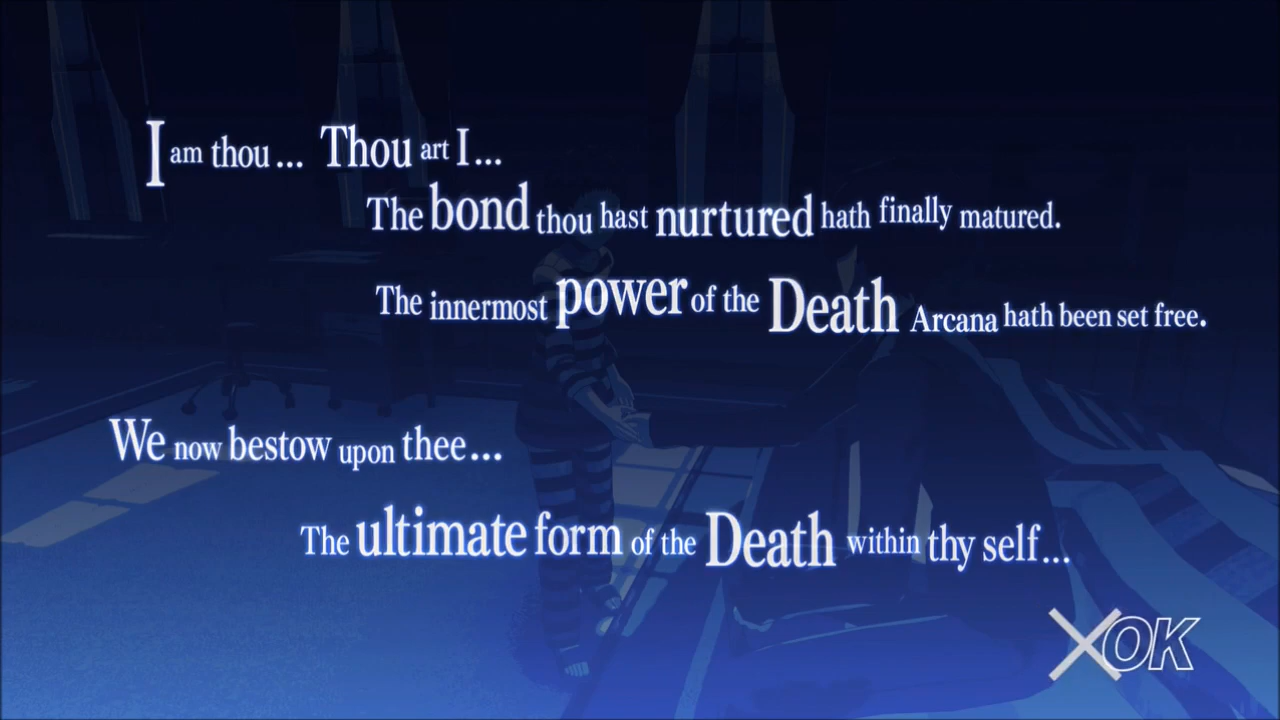 I am thou... Thou art I...
The bond thou hast nurtured hath finally matured.
The innermost power of the Death Arcana hath been set free.
We now bestow upon thee...
The ultimate form of the Death within thy self...
OK